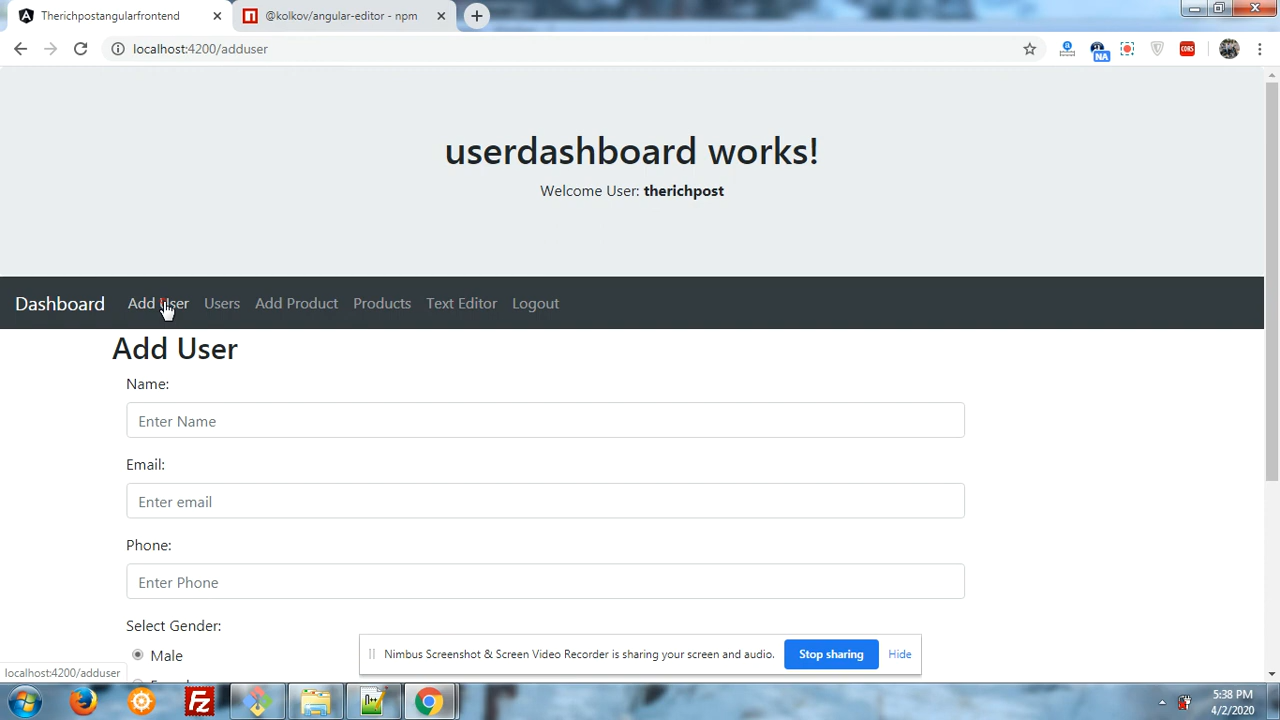 Therichpostangularfrontend
@kolkov/angular-editor - npm
localhost:4200/adduser
NA
CORS
userdashboard works!
Welcome User: therichpost
Dashboard Add User Users Add Product Products Text Editor Logout
Add User
Name:
Enter Name
Email:
Enter email
Phone:
Enter Phone
Select Gender:
Male
Nimbus Screenshot & Screen Video Recorder is sharing your screen and audio. Stop sharing Hide
localhost:4200/adduser
5:38 PM
4/2/2020